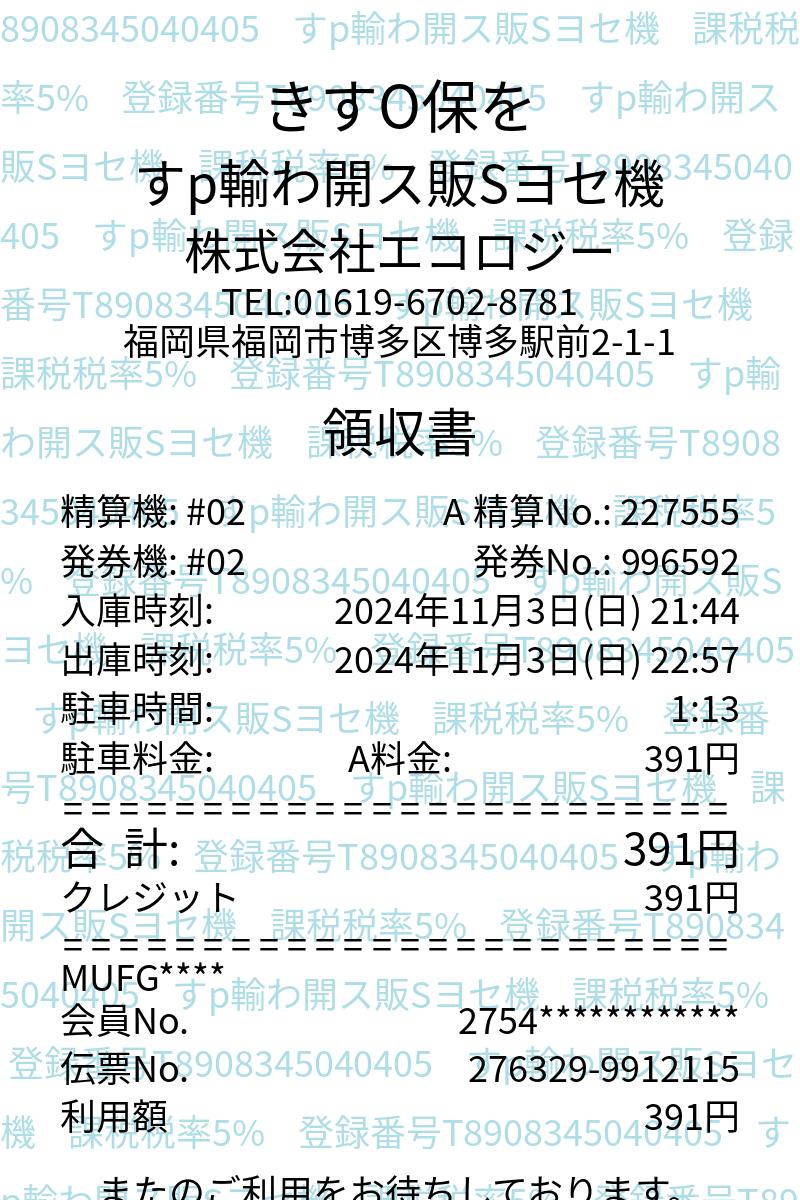 きすO保を
すp輸わ開ス販Sヨセ機
株式会社エコロジー
TEL:01619-6702-8781
福岡県福岡市博多区博多駅前2-1-1
領収書
精算機: #02 A 精算No.: 227555
発券機: #02 発券No.: 996592
入庫時刻: 2024年11月3日(日) 21:44
出庫時刻: 2024年11月3日(日) 22:57
駐車時間: 1:13
駐車料金: A料金: 391円
========================
合 計: 391円
クレジット 391円
========================
MUFG****
会員No. 2754************
伝票No. 276329-9912115
利用額 391円
またのご利用をお待ちしております。
8908345040405 すp輸わ開ス販Sヨセ機 課税税
率5% 登録番号T8908345040405 すp輸わ開ス
販Sヨセ機 課税税率5% 登録番号T8908345040
405 すp輸わ開ス販Sヨセ機 課税税率5% 登録
番号T8908345040405 すp輸わ開ス販Sヨセ機
課税税率5% 登録番号T8908345040405 すp輸
わ開ス販Sヨセ機 課税税率5% 登録番号T8908
345040405 すp輸わ開ス販Sヨセ機 課税税率5
% 登録番号T8908345040405 すp輸わ開ス販S
ヨセ機 課税税率5% 登録番号T8908345040405
すp輸わ開ス販Sヨセ機 課税税率5% 登録番
号T8908345040405 すp輸わ開ス販Sヨセ機 課
税税率5% 登録番号T8908345040405 すp輸わ
開ス販Sヨセ機 課税税率5% 登録番号T890834
5040405 すp輸わ開ス販Sヨセ機 課税税率5%
登録番号T8908345040405 すp輸わ開ス販Sヨセ
機 課税税率5% 登録番号T8908345040405 す